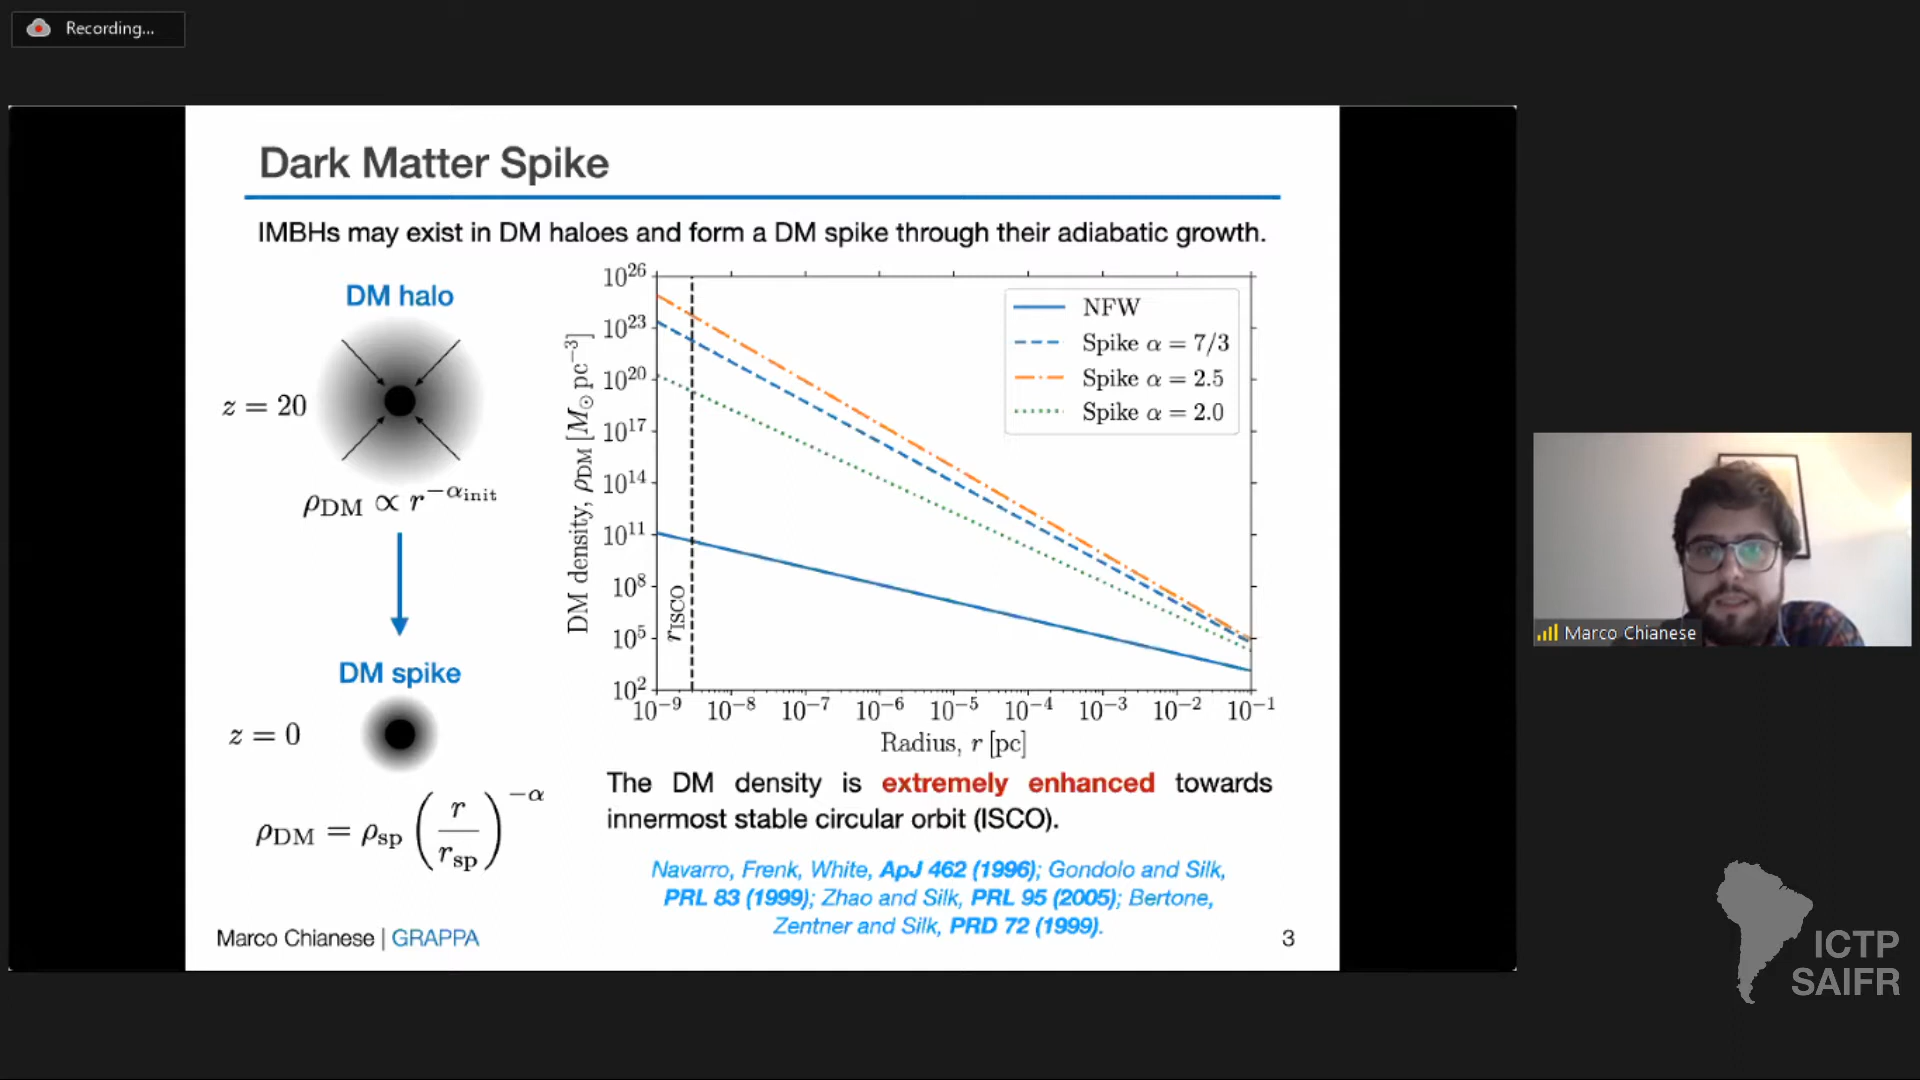 Recording...
Dark Matter Spike
IMBHs may exist in DM haloes and form a DM spike through their adiabatic growth.
DM halo
z = 20
ρ_DM ∝ r^{−α_init}
DM spike
z = 0
ρ_DM = ρ_sp (r/r_sp)^{−α}
DM density, ρ_DM [M_⊙ pc^{−3}]
10^26
10^23
10^20
10^17
10^14
10^11
10^8
10^5
10^2
r_ISCO
NFW
Spike α = 7/3
Spike α = 2.5
Spike α = 2.0
10^{−9} 10^{−8} 10^{−7} 10^{−6} 10^{−5} 10^{−4} 10^{−3} 10^{−2} 10^{−1}
Radius, r [pc]
The DM density is extremely enhanced towards
innermost stable circular orbit (ISCO).
Navarro, Frenk, White, ApJ 462 (1996); Gondolo and Silk,
PRL 83 (1999); Zhao and Silk, PRL 95 (2005); Bertone,
Zentner and Silk, PRD 72 (1999).
Marco Chianese | GRAPPA
3
Marco Chianese
ICTP
SAIFR